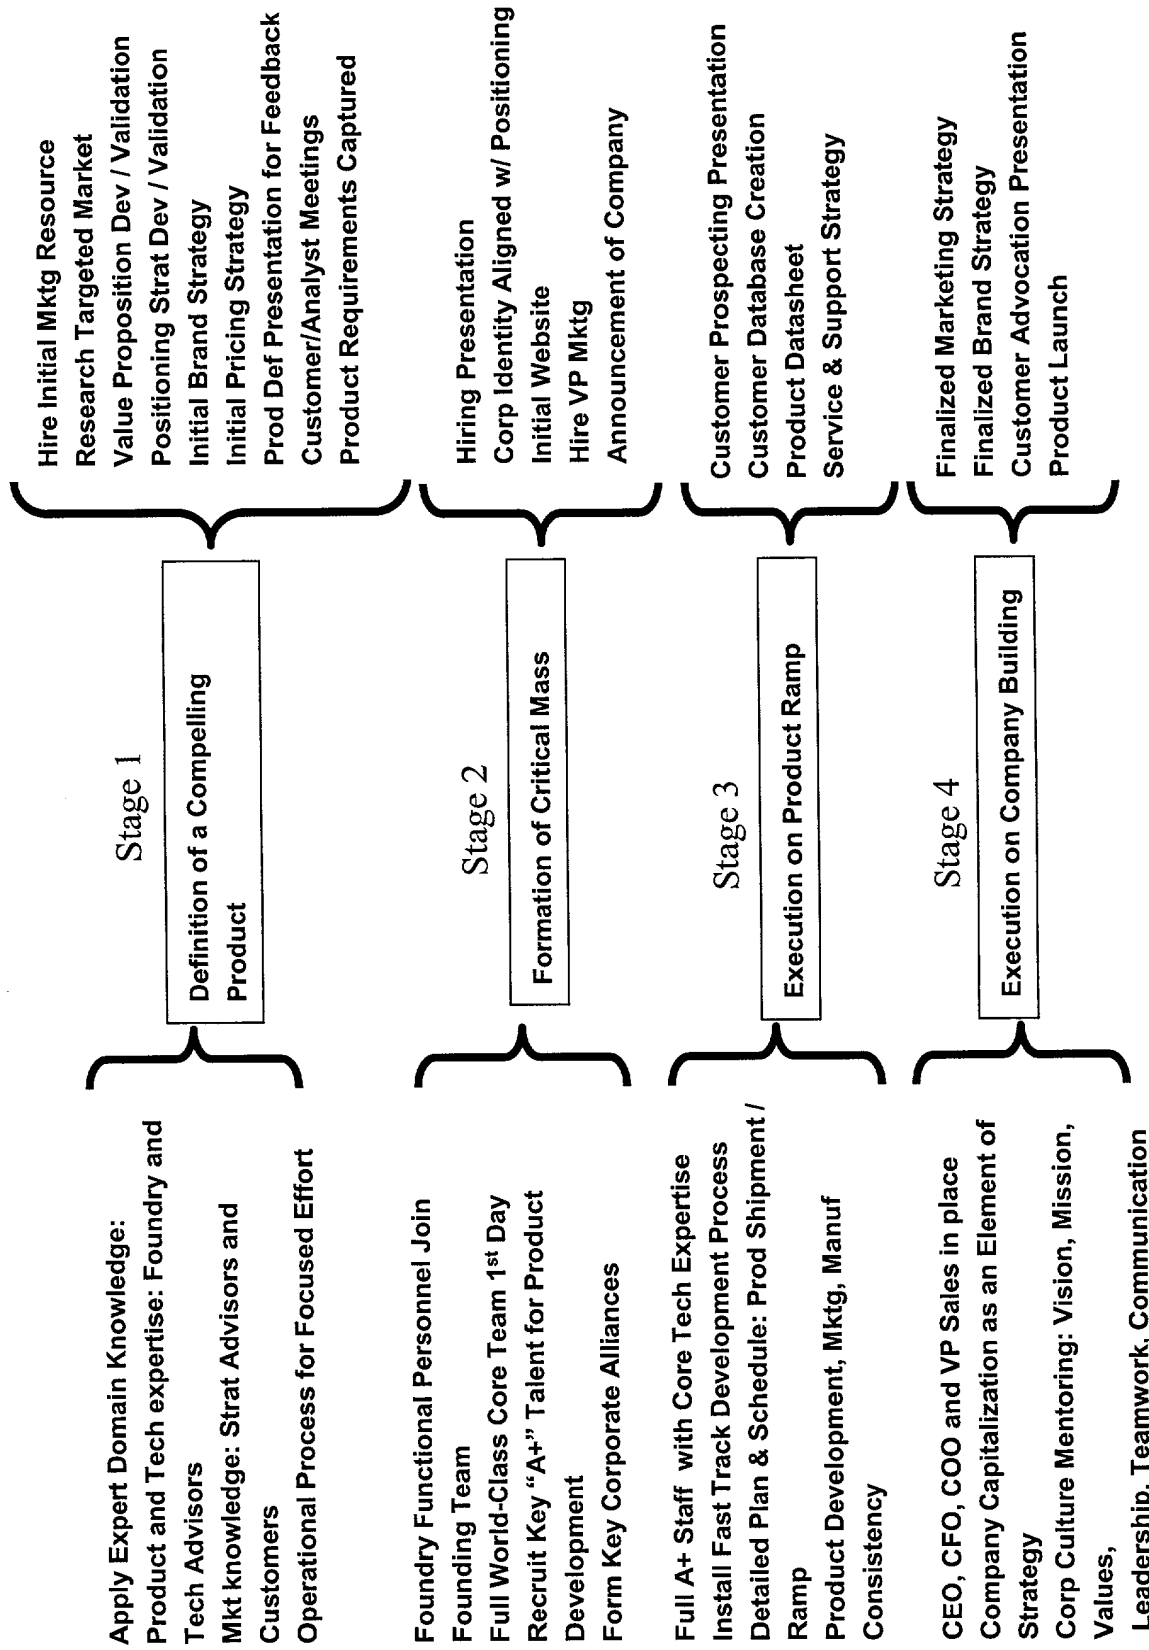 Stage 1
Apply Expert Domain Knowledge:
Product and Tech expertise: Foundry and
Tech Advisors
Mkt knowledge: Strat Advisors and
Customers
Operational Process for Focused Effort
Definition of a Compelling
Product
Hire Initial Mktg Resource
Research Targeted Market
Value Proposition Dev / Validation
Positioning Strat Dev / Validation
Initial Brand Strategy
Initial Pricing Strategy
Prod Def Presentation for Feedback
Customer/Analyst Meetings
Product Requirements Captured
Stage 2
Foundry Functional Personnel Join
Founding Team
Full World-Class Core Team 1st Day
Recruit Key “A+” Talent for Product
Development
Form Key Corporate Alliances
Formation of Critical Mass
Hiring Presentation
Corp Identity Aligned w/ Positioning
Initial Website
Hire VP Mktg
Announcement of Company
Stage 3
Full A+ Staff with Core Tech Expertise
Install Fast Track Development Process
Detailed Plan & Schedule: Prod Shipment /
Ramp
Product Development, Mktg, Manuf
Consistency
Execution on Product Ramp
Customer Prospecting Presentation
Customer Database Creation
Product Datasheet
Service & Support Strategy
Stage 4
CEO, CFO, COO and VP Sales in place
Company Capitalization as an Element of
Strategy
Corp Culture Mentoring: Vision, Mission,
Values,
Leadership, Teamwork, Communication
Execution on Company Building
Finalized Marketing Strategy
Finalized Brand Strategy
Customer Advocation Presentation
Product Launch